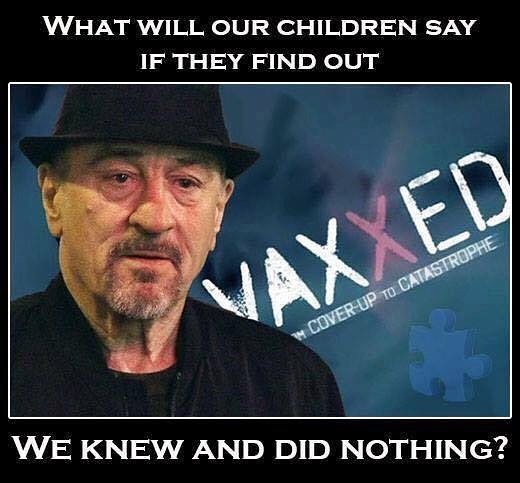 WHAT WILL OUR CHILDREN SAY
IF THEY FIND OUT
VAXXED
M COVER-UP TO CATASTROPHE
WE KNEW AND DID NOTHING?